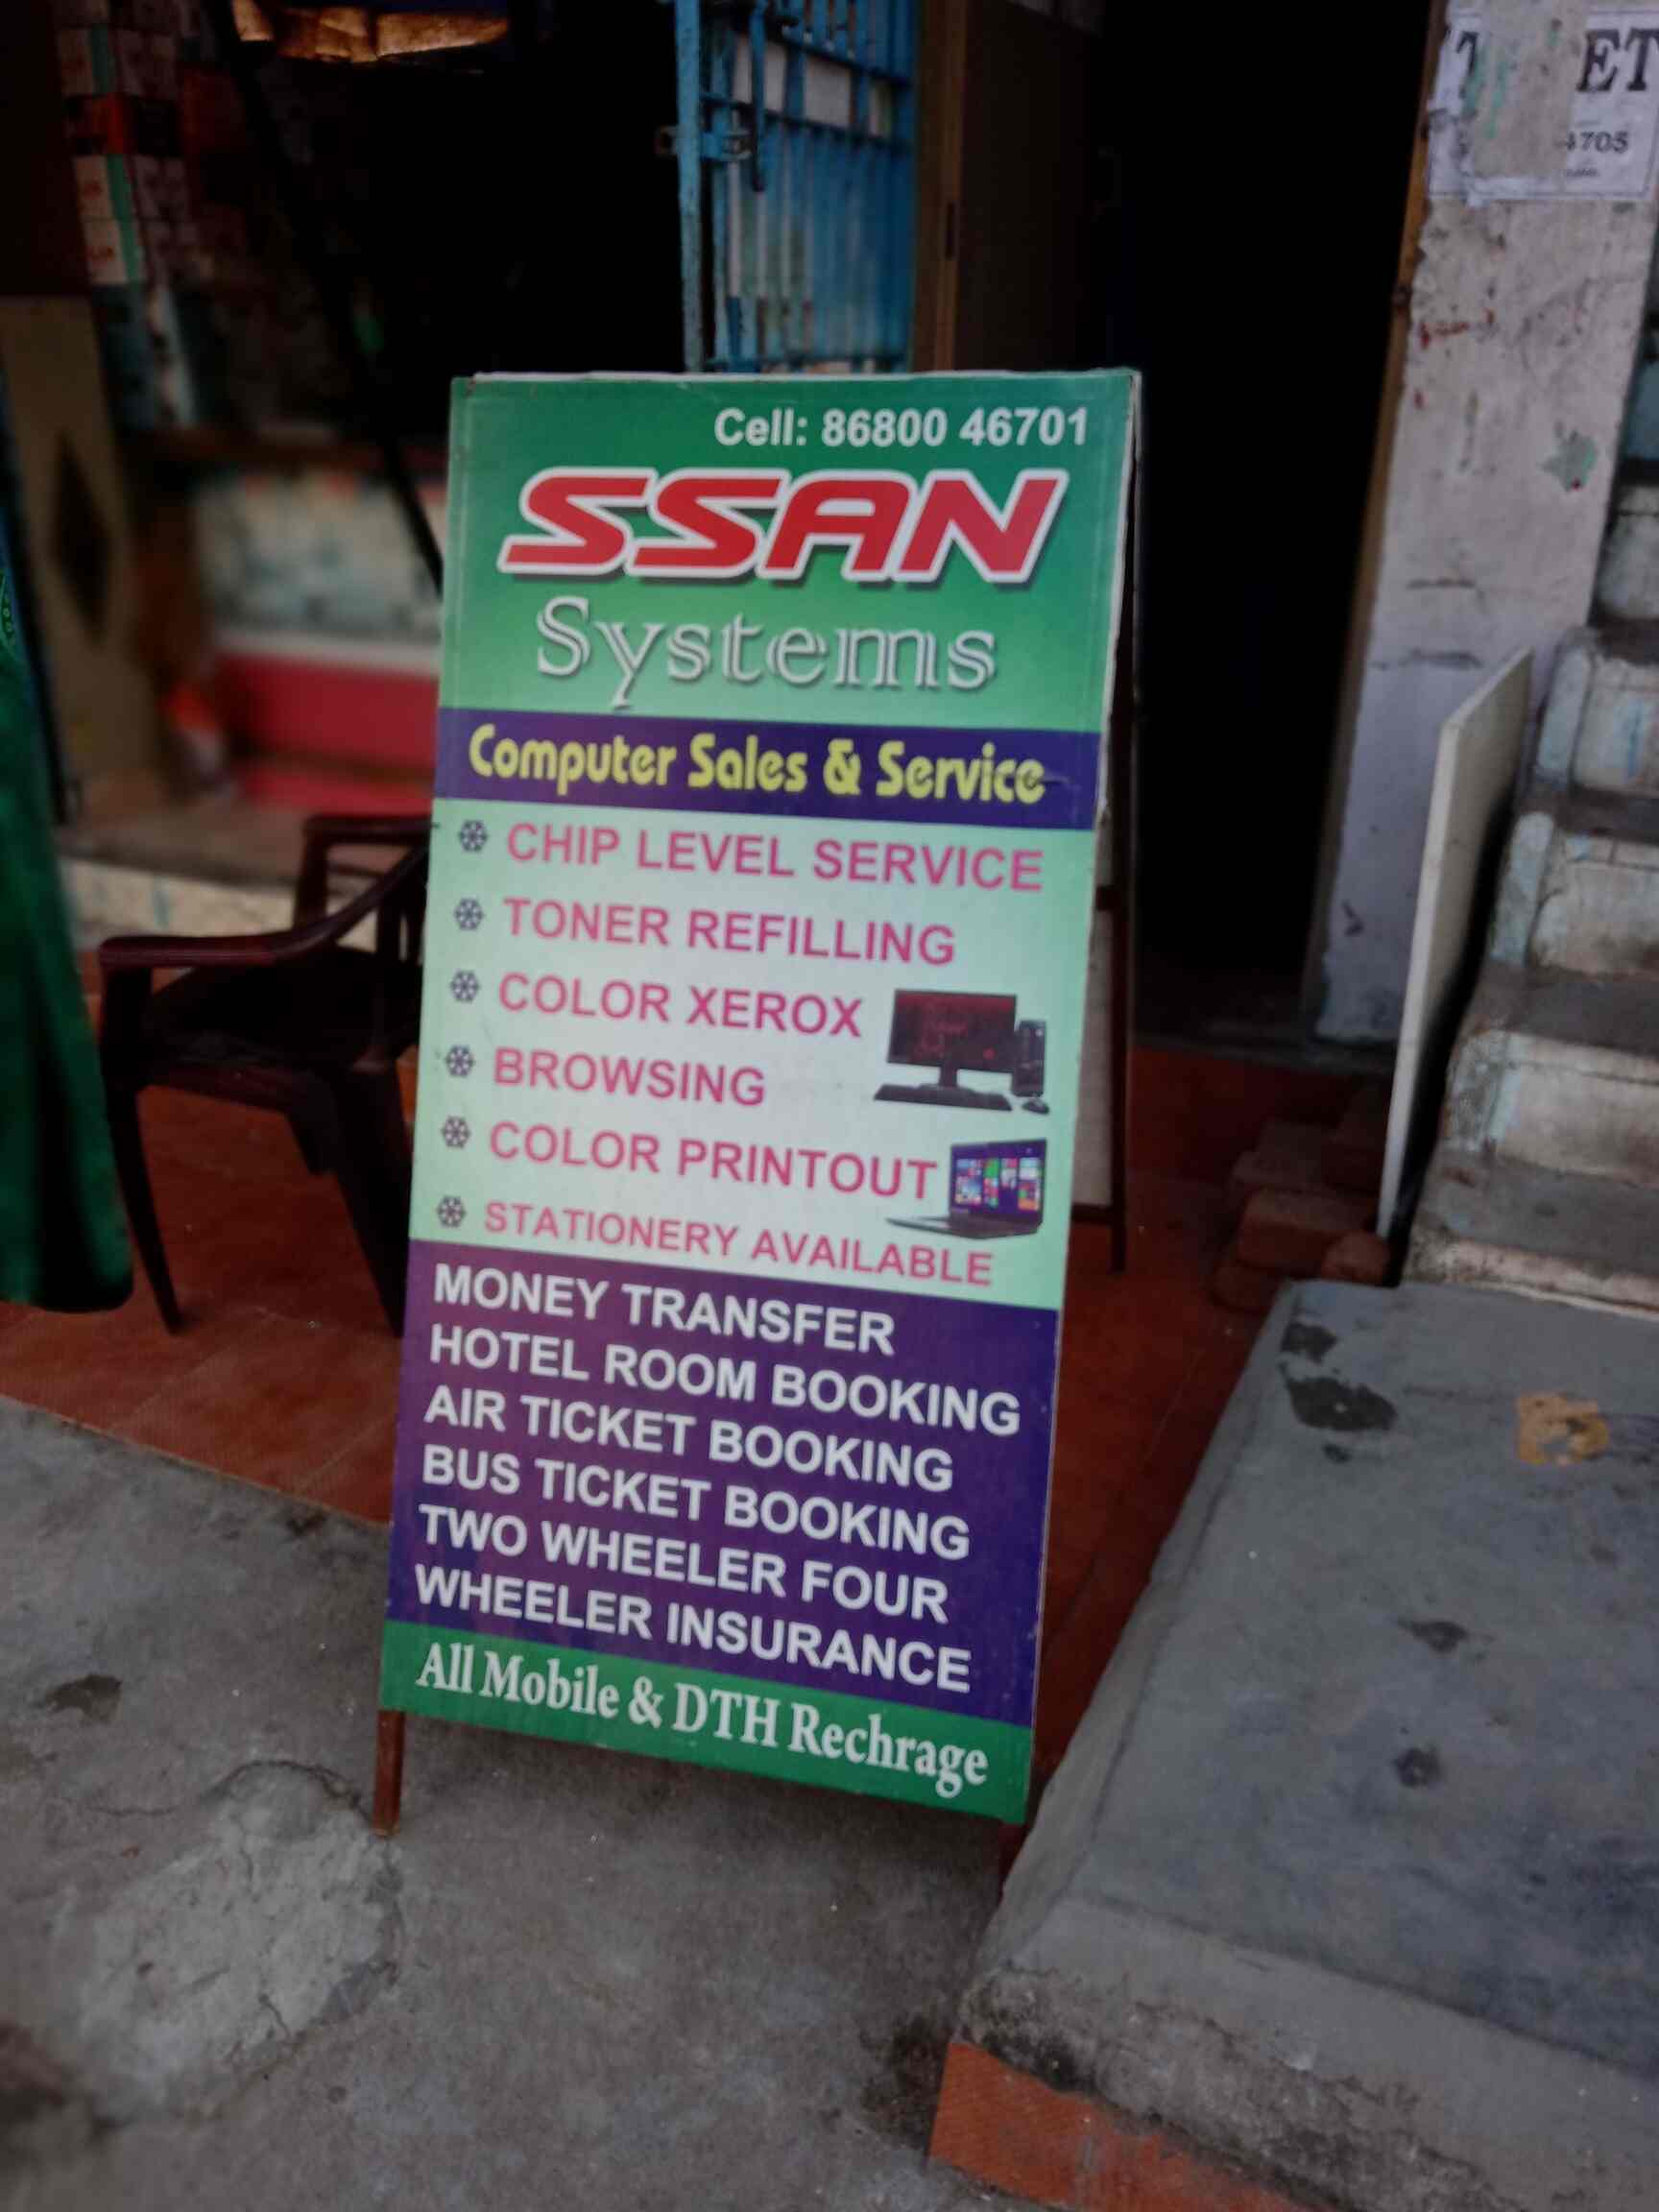 Cell: 86800 46701
SSAN
Systems
Computer Sales & Service
CHIP LEVEL SERVICE
TONER REFILLING
COLOR XEROX
BROWSING
COLOR PRINTOUT
STATIONERY AVAILABLE
MONEY TRANSFER
HOTEL ROOM BOOKING
AIR TICKET BOOKING
BUS TICKET BOOKING
TWO WHEELER FOUR
WHEELER INSURANCE
All Mobile & DTH Rechrage
4705